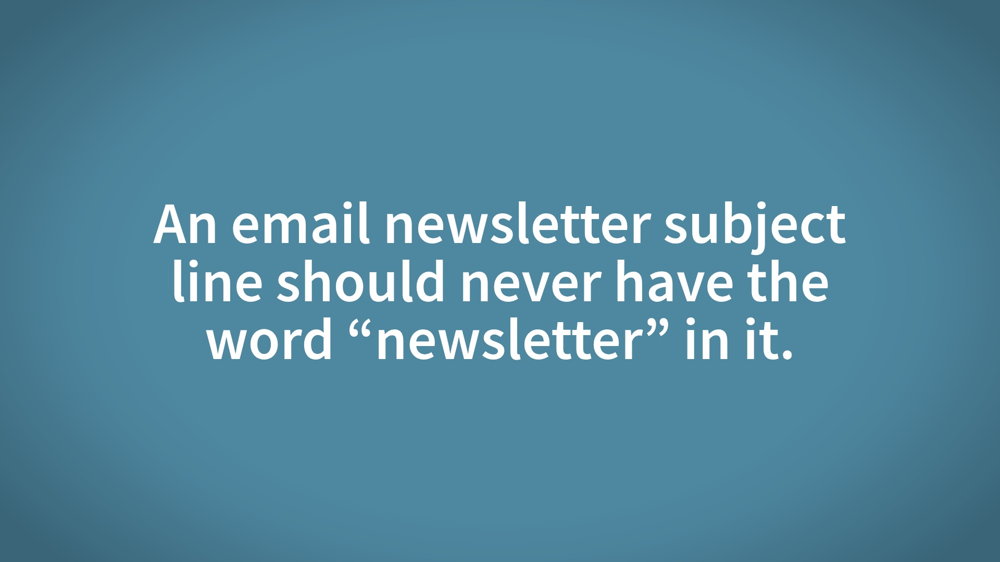 An email newsletter subject
line should never have the
word “newsletter” in it.